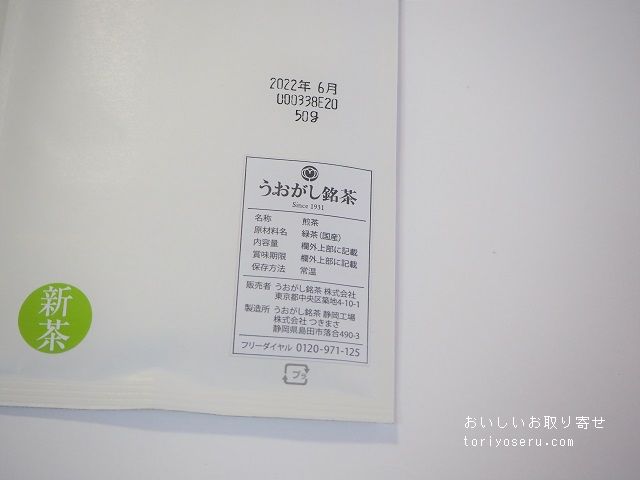 2022年 6月
000338E20
50g
うおがし銘茶
Since 1931
名称 煎茶
原材料名 緑茶(国産)
内容量 欄外上部に記載
賞味期限 欄外上部に記載
保存方法 常温
販売者 うおがし銘茶 株式会社
東京都中央区築地4-10-1
製造所 うおがし銘茶 静岡工場
株式会社 つきまさ
静岡県島田市落合490-3
フリーダイヤル 0120-971-125
新茶
プラ
おいしいお取り寄せ
toriyoseru.com